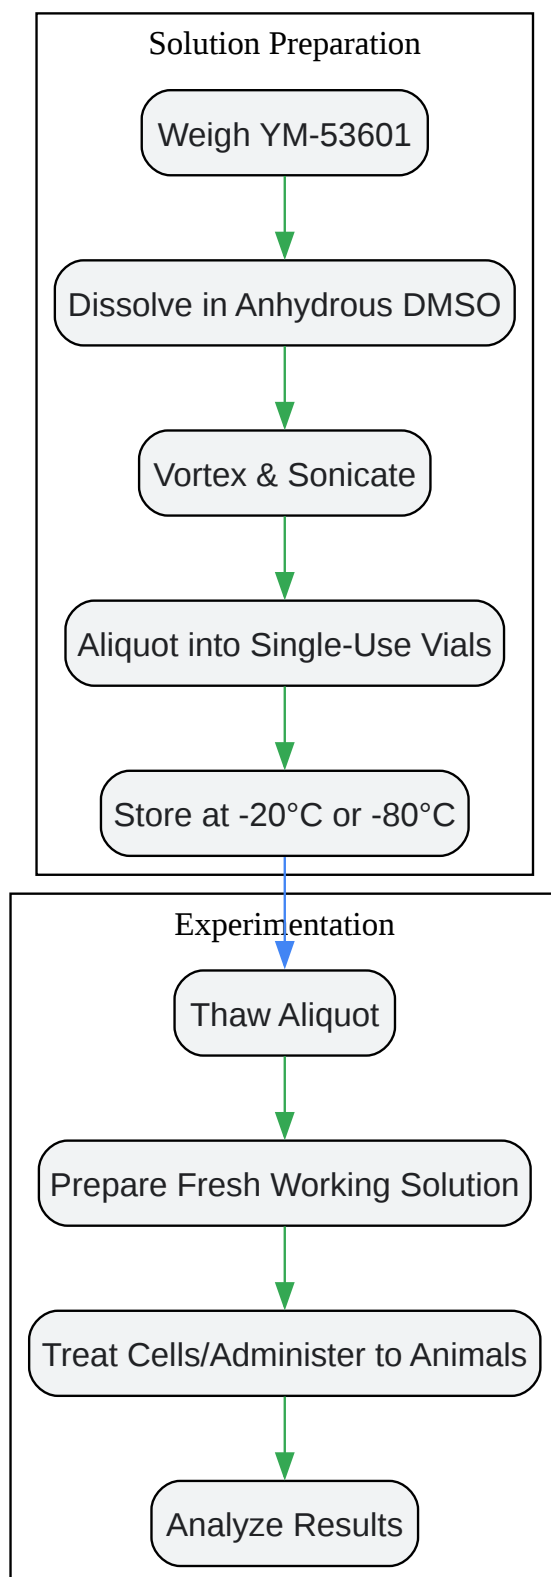 Solution Preparation
Weigh YM-53601
Dissolve in Anhydrous DMSO
Vortex & Sonicate
Aliquot into Single-Use Vials
Store at -20°C or -80°C
Experimentation
Thaw Aliquot
Prepare Fresh Working Solution
Treat Cells/Administer to Animals
Analyze Results